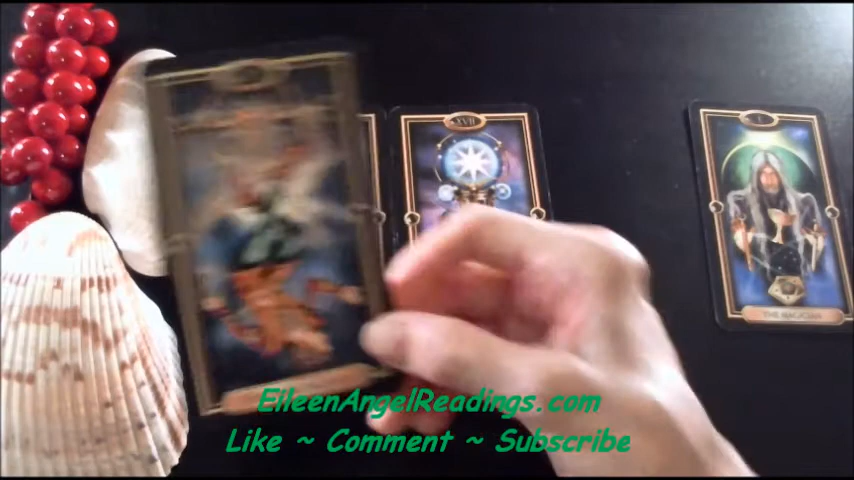 XVII
I
THE MAGICIAN
EileenAngelReadings.com
Like ~ Comment ~ Subscribe